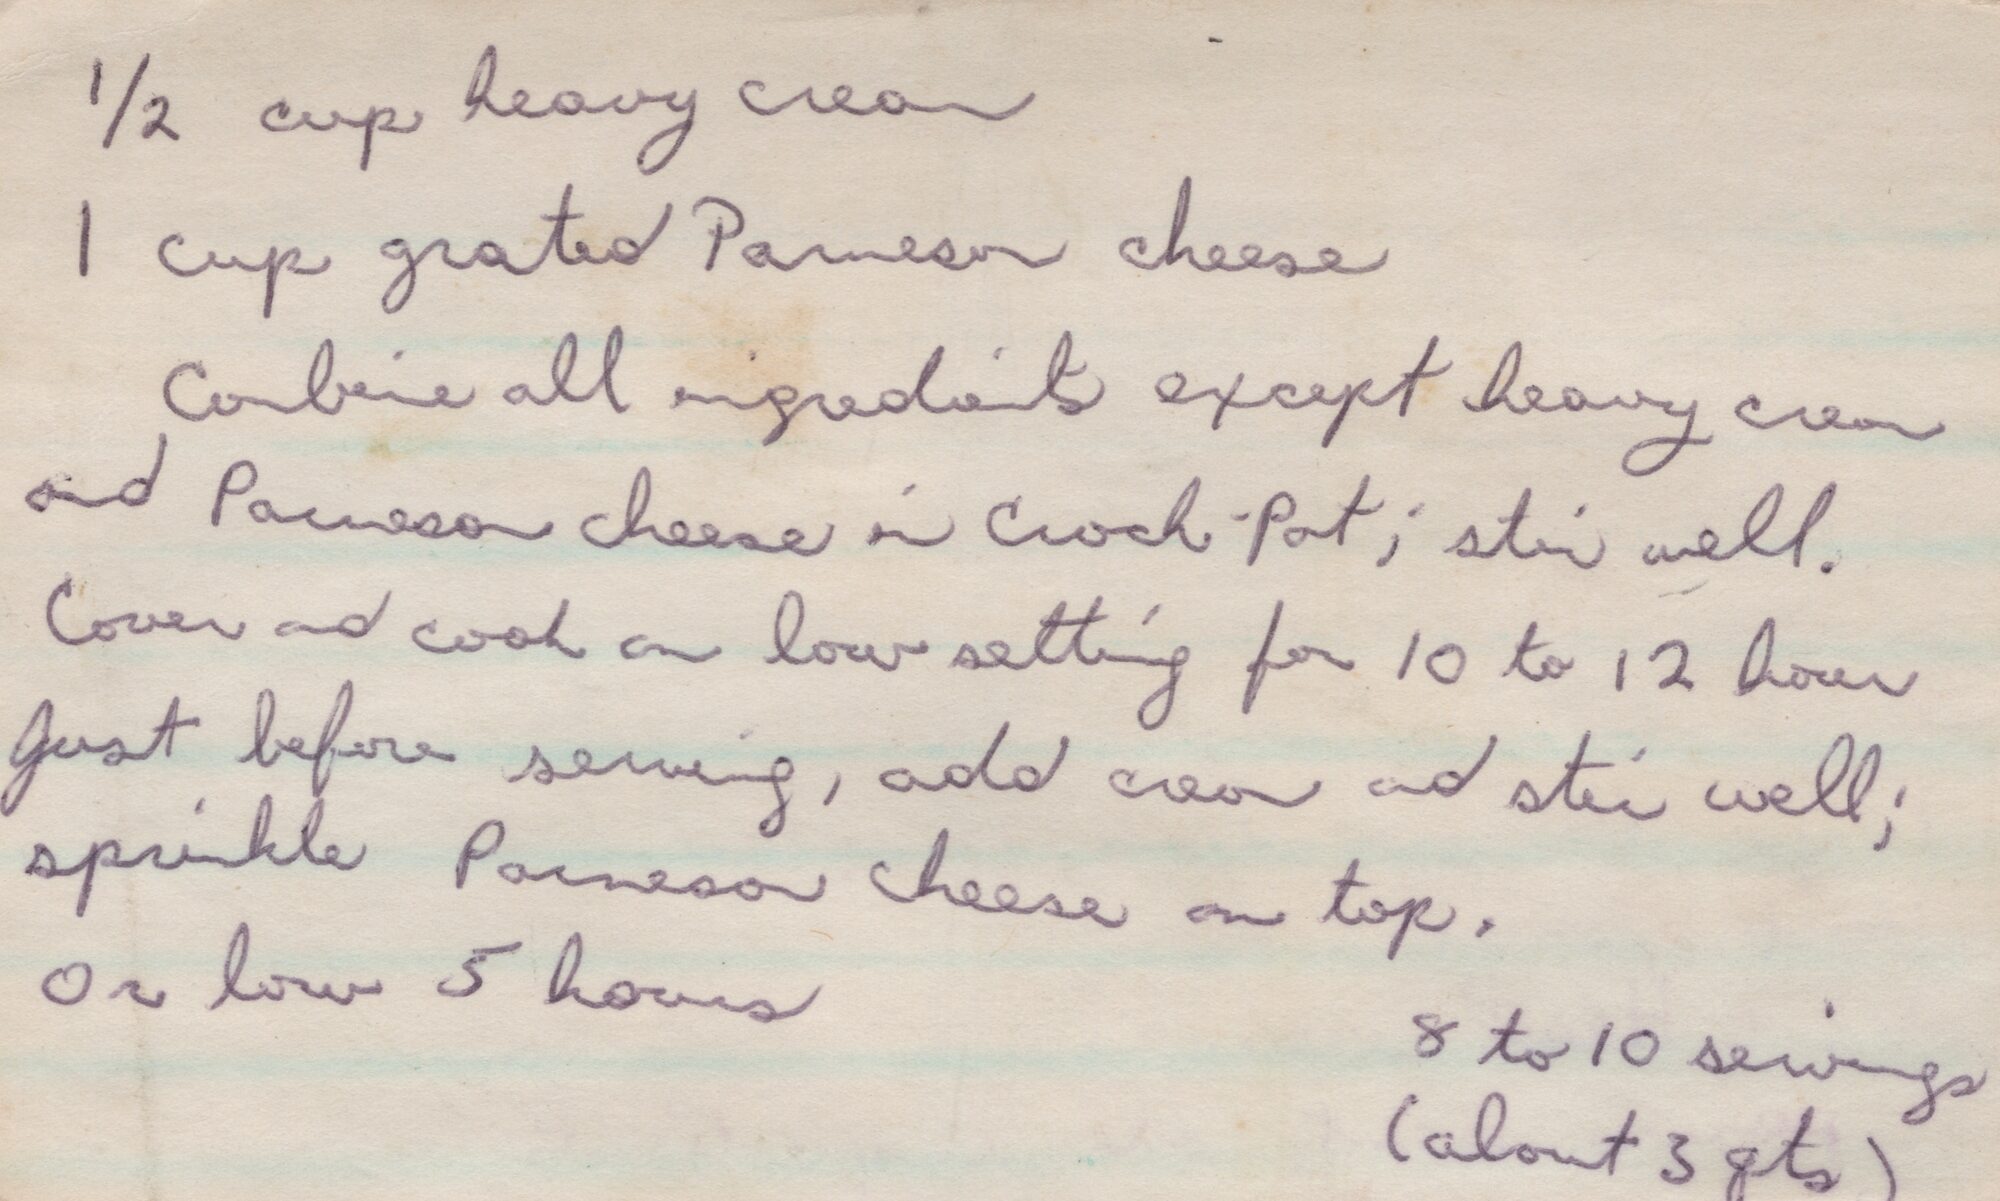 1/2 cup heavy cream
1 cup grated Parmesan cheese
Combine all ingredients except heavy cream
and Parmesan cheese in Crock-Pot; stir well.
Cover and cook on low setting for 10 to 12 hour
Just before serving, add cream and stir well;
sprinkle Parmesan cheese on top.
Or low 5 hours
8 to 10 servings
(about 3 qts)